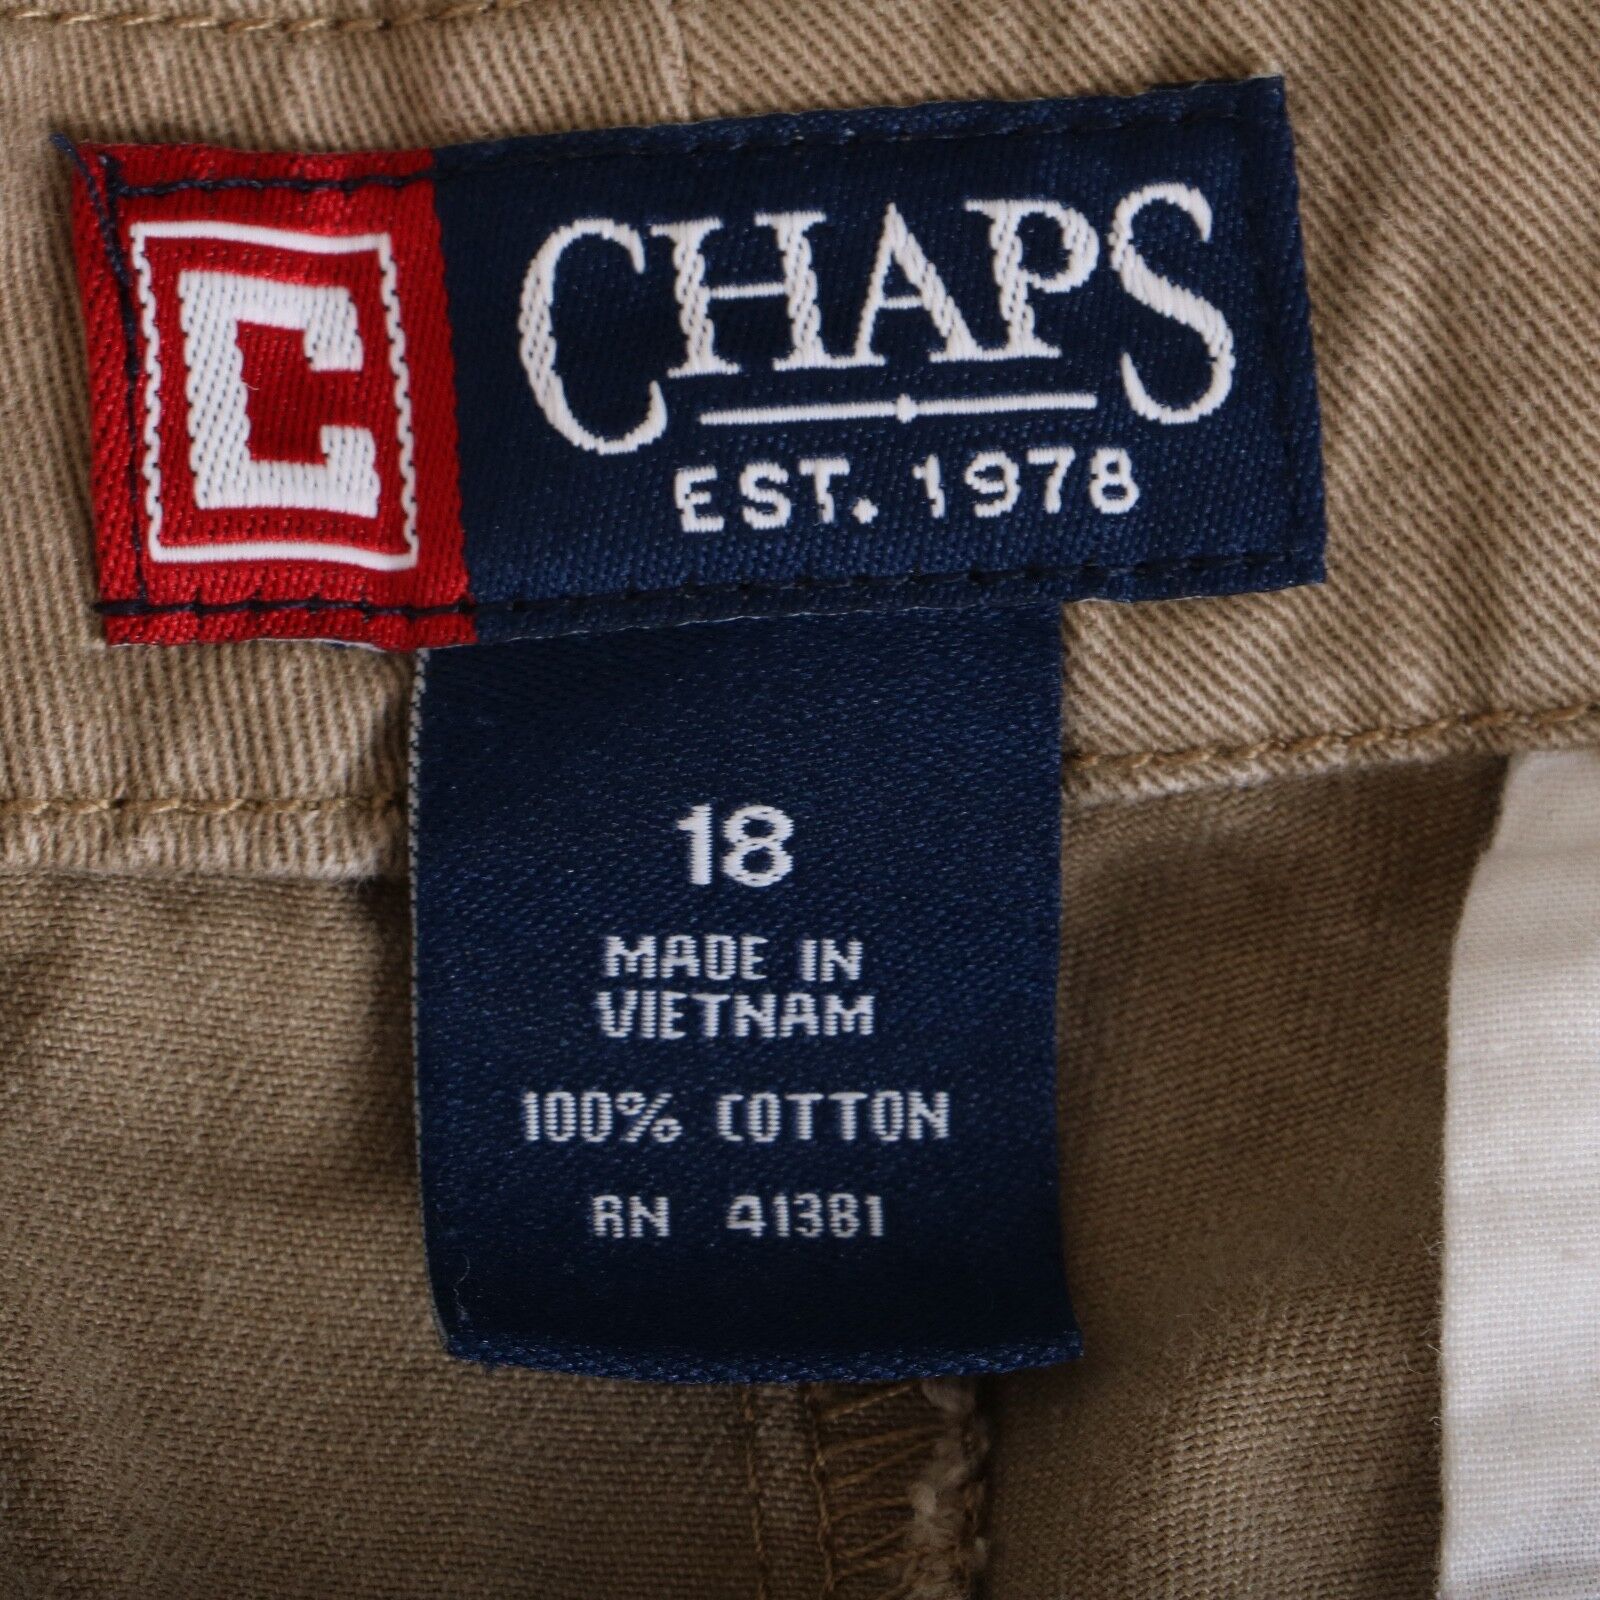 C
CHAPS
EST. 1978
18
MADE IN
VIETNAM
100% COTTON
RN 41381